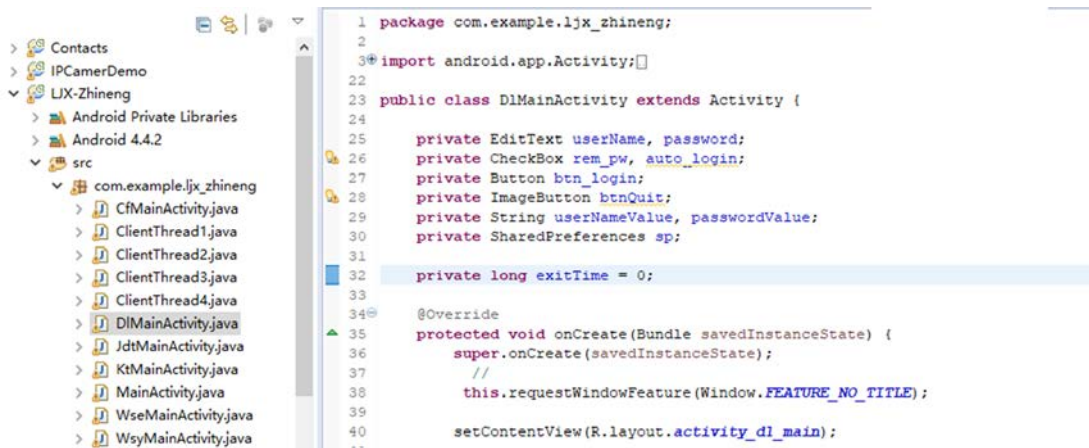 Contacts
IPCamerDemo
LJX-Zhineng
Android Private Libraries
Android 4.4.2
src
com.example.ljx_zhineng
CfMainActivity.java
ClientThread1.java
ClientThread2.java
ClientThread3.java
ClientThread4.java
DlMainActivity.java
JdtMainActivity.java
KtMainActivity.java
MainActivity.java
WseMainActivity.java
WsyMainActivity.java
1 package com.example.ljx_zhineng;
2
3 import android.app.Activity;
22
23 public class DlMainActivity extends Activity {
24
25 private EditText userName, password;
26 private CheckBox rem_pw, auto_login;
27 private Button btn_login;
28 private ImageButton btnQuit;
29 private String userNameValue, passwordValue;
30 private SharedPreferences sp;
31
32 private long exitTime = 0;
33
34 @Override
35 protected void onCreate(Bundle savedInstanceState) {
36 super.onCreate(savedInstanceState);
37 //
38 this.requestWindowFeature(Window.FEATURE_NO_TITLE);
39
40 setContentView(R.layout.activity_dl_main);